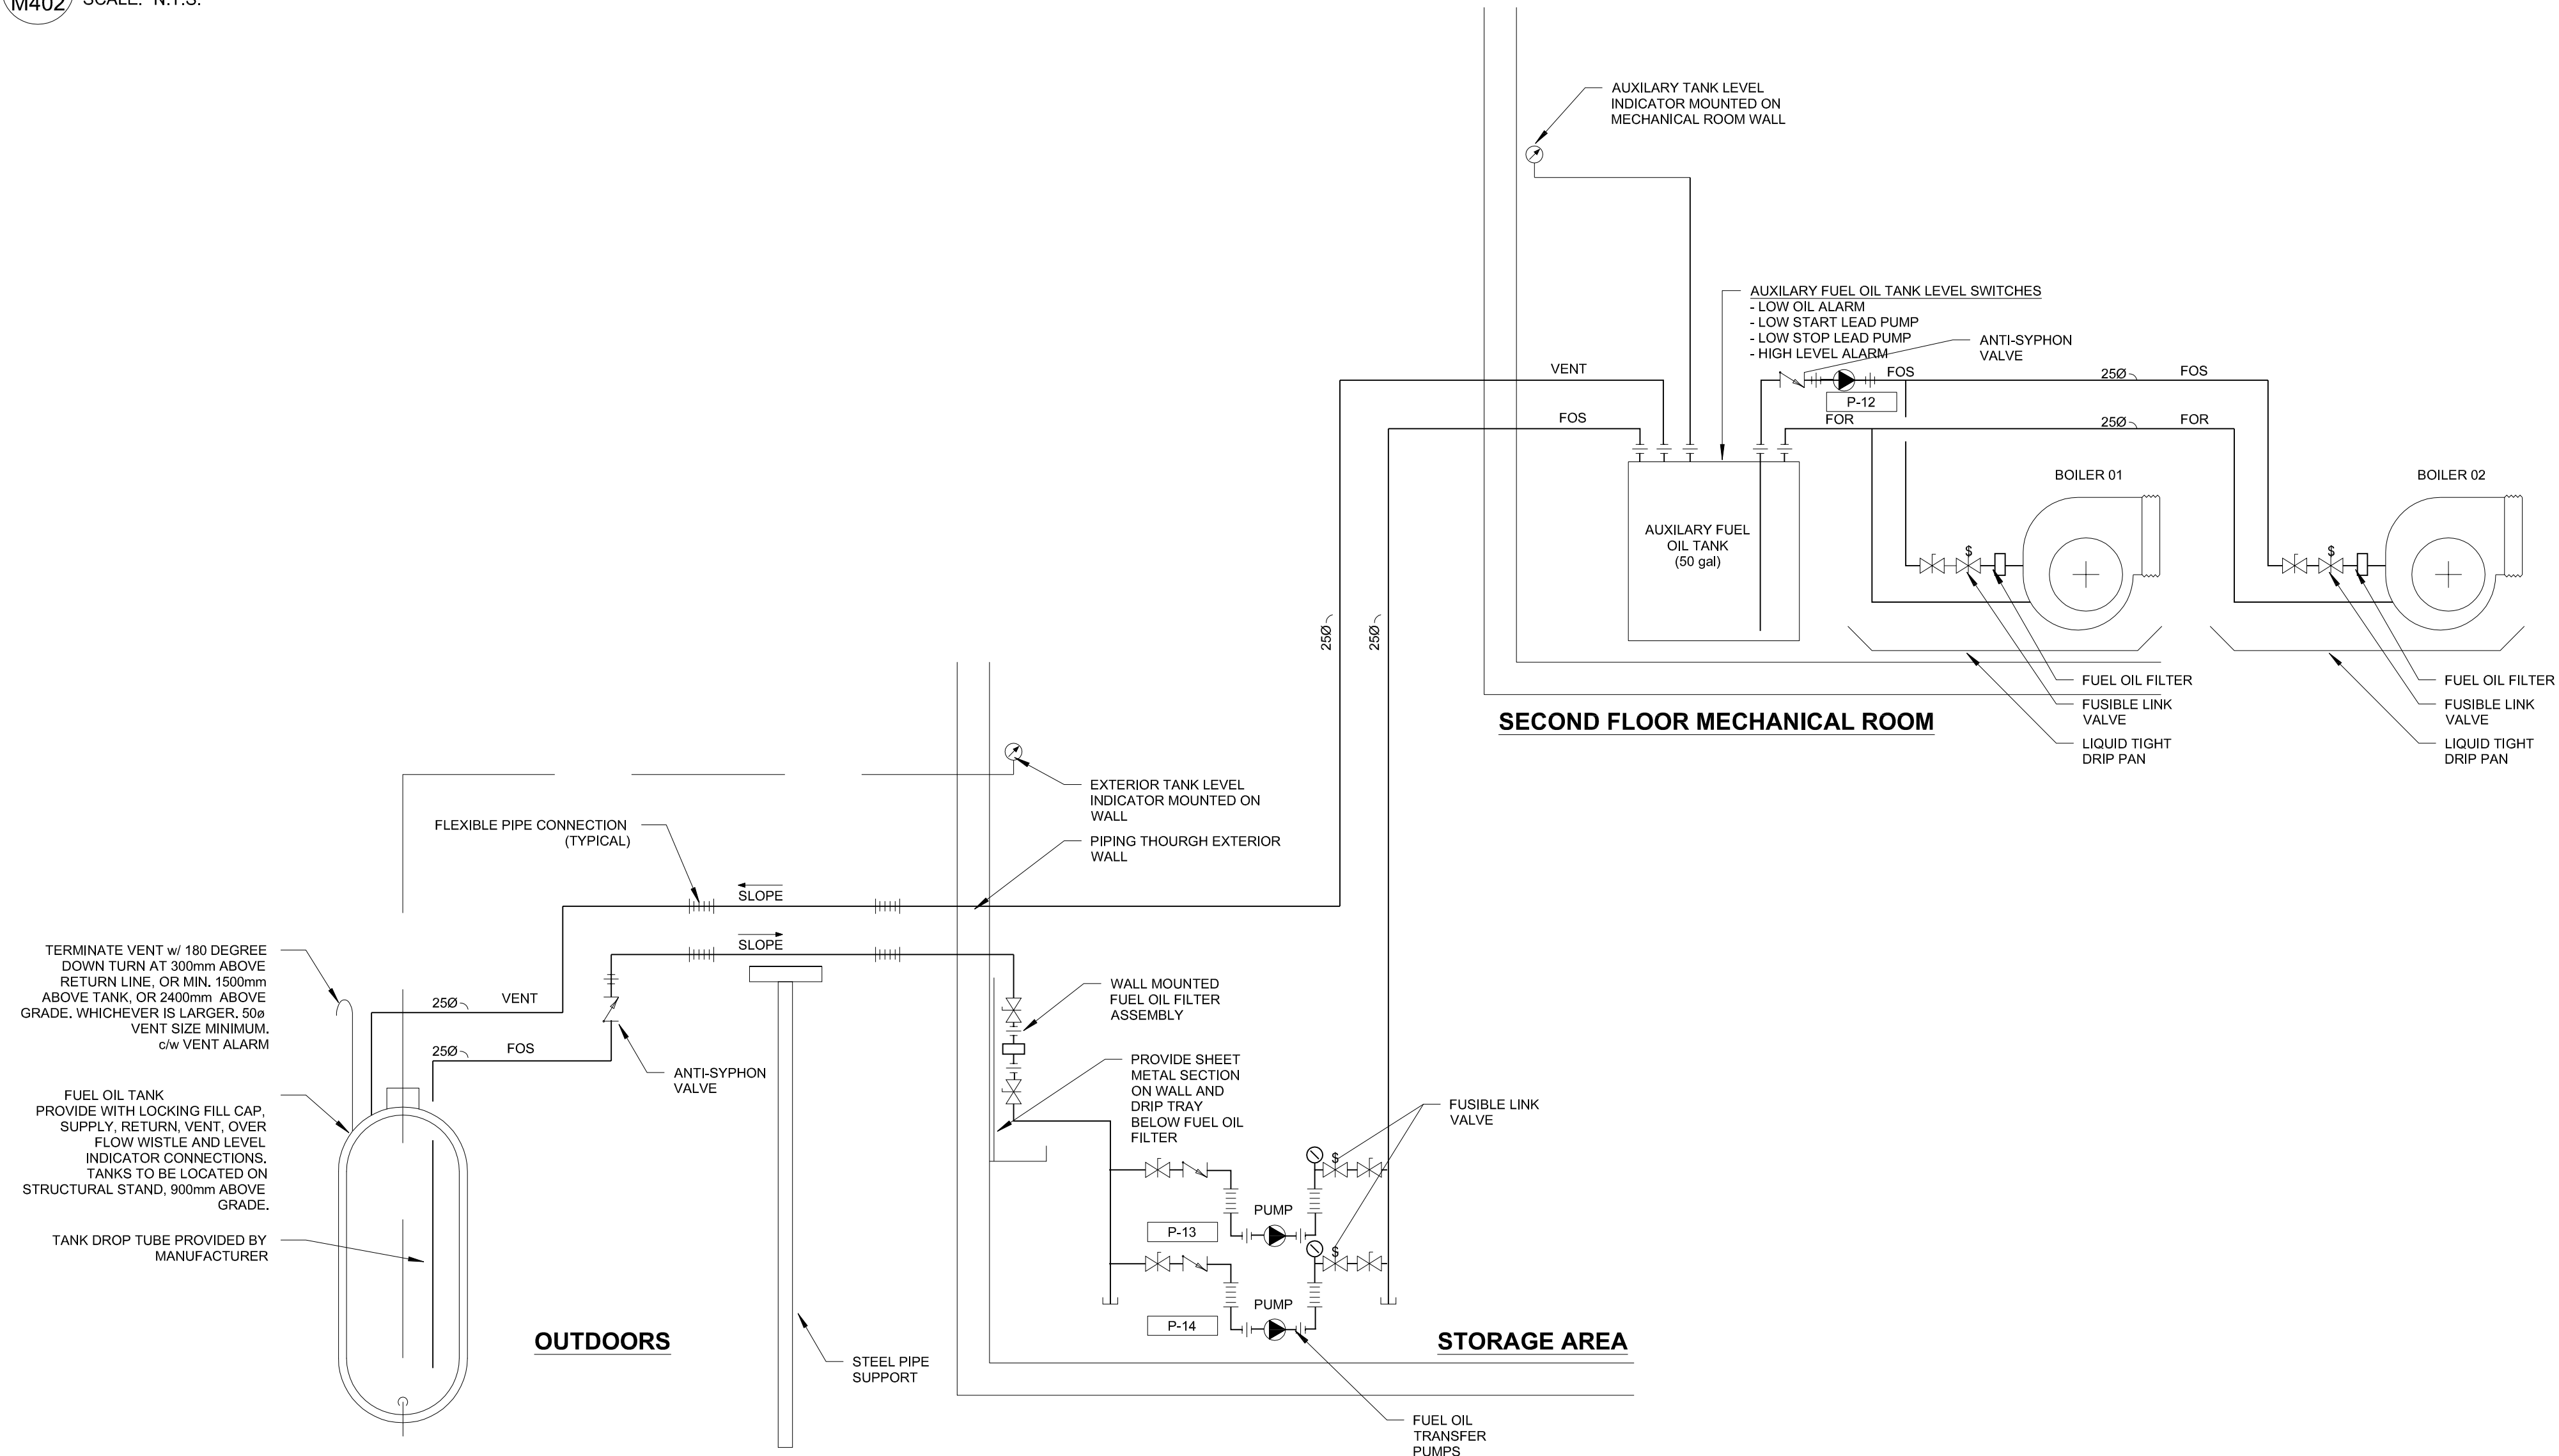 M402
SCALE: N.T.S.
AUXILARY TANK LEVEL
INDICATOR MOUNTED ON
MECHANICAL ROOM WALL
AUXILARY FUEL OIL TANK LEVEL SWITCHES
- LOW OIL ALARM
- LOW START LEAD PUMP
- LOW STOP LEAD PUMP
- HIGH LEVEL ALARM
ANTI-SYPHON
VALVE
VENT
FOS
P-12
FOS
25Ø
FOS
FOR
25Ø
FOR
AUXILARY FUEL
OIL TANK
(50 gal)
BOILER 01
BOILER 02
$
$
25Ø
25Ø
FUEL OIL FILTER
FUSIBLE LINK
VALVE
LIQUID TIGHT
DRIP PAN
FUEL OIL FILTER
FUSIBLE LINK
VALVE
LIQUID TIGHT
DRIP PAN
SECOND FLOOR MECHANICAL ROOM
EXTERIOR TANK LEVEL
INDICATOR MOUNTED ON
WALL
FLEXIBLE PIPE CONNECTION
(TYPICAL)
PIPING THOURGH EXTERIOR
WALL
SLOPE
SLOPE
TERMINATE VENT w/ 180 DEGREE
DOWN TURN AT 300mm ABOVE
RETURN LINE, OR MIN. 1500mm
ABOVE TANK, OR 2400mm ABOVE
GRADE. WHICHEVER IS LARGER. 50ø
VENT SIZE MINIMUM.
c/w VENT ALARM
25Ø
VENT
25Ø
FOS
ANTI-SYPHON
VALVE
WALL MOUNTED
FUEL OIL FILTER
ASSEMBLY
PROVIDE SHEET
METAL SECTION
ON WALL AND
DRIP TRAY
BELOW FUEL OIL
FILTER
FUSIBLE LINK
VALVE
FUEL OIL TANK
PROVIDE WITH LOCKING FILL CAP,
SUPPLY, RETURN, VENT, OVER
FLOW WISTLE AND LEVEL
INDICATOR CONNECTIONS.
TANKS TO BE LOCATED ON
STRUCTURAL STAND, 900mm ABOVE
GRADE.
TANK DROP TUBE PROVIDED BY
MANUFACTURER
$
PUMP
P-13
$
PUMP
P-14
OUTDOORS
STORAGE AREA
STEEL PIPE
SUPPORT
FUEL OIL
TRANSFER
PUMPS